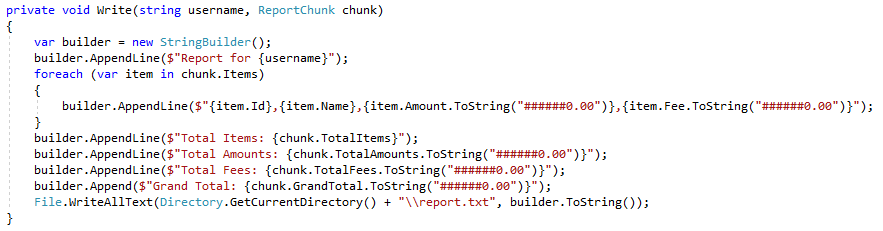 private void Write(string username, ReportChunk chunk)
{
    var builder = new StringBuilder();
    builder.AppendLine($"Report for {username}");
    foreach (var item in chunk.Items)
    {
        builder.AppendLine($"{item.Id},{item.Name},{item.Amount.ToString("######0.00")},{item.Fee.ToString("######0.00")}");
    }
    builder.AppendLine($"Total Items: {chunk.TotalItems}");
    builder.AppendLine($"Total Amounts: {chunk.TotalAmounts.ToString("######0.00")}");
    builder.AppendLine($"Total Fees: {chunk.TotalFees.ToString("######0.00")}");
    builder.Append($"Grand Total: {chunk.GrandTotal.ToString("######0.00")}");
    File.WriteAllText(Directory.GetCurrentDirectory() + "\\report.txt", builder.ToString());
}